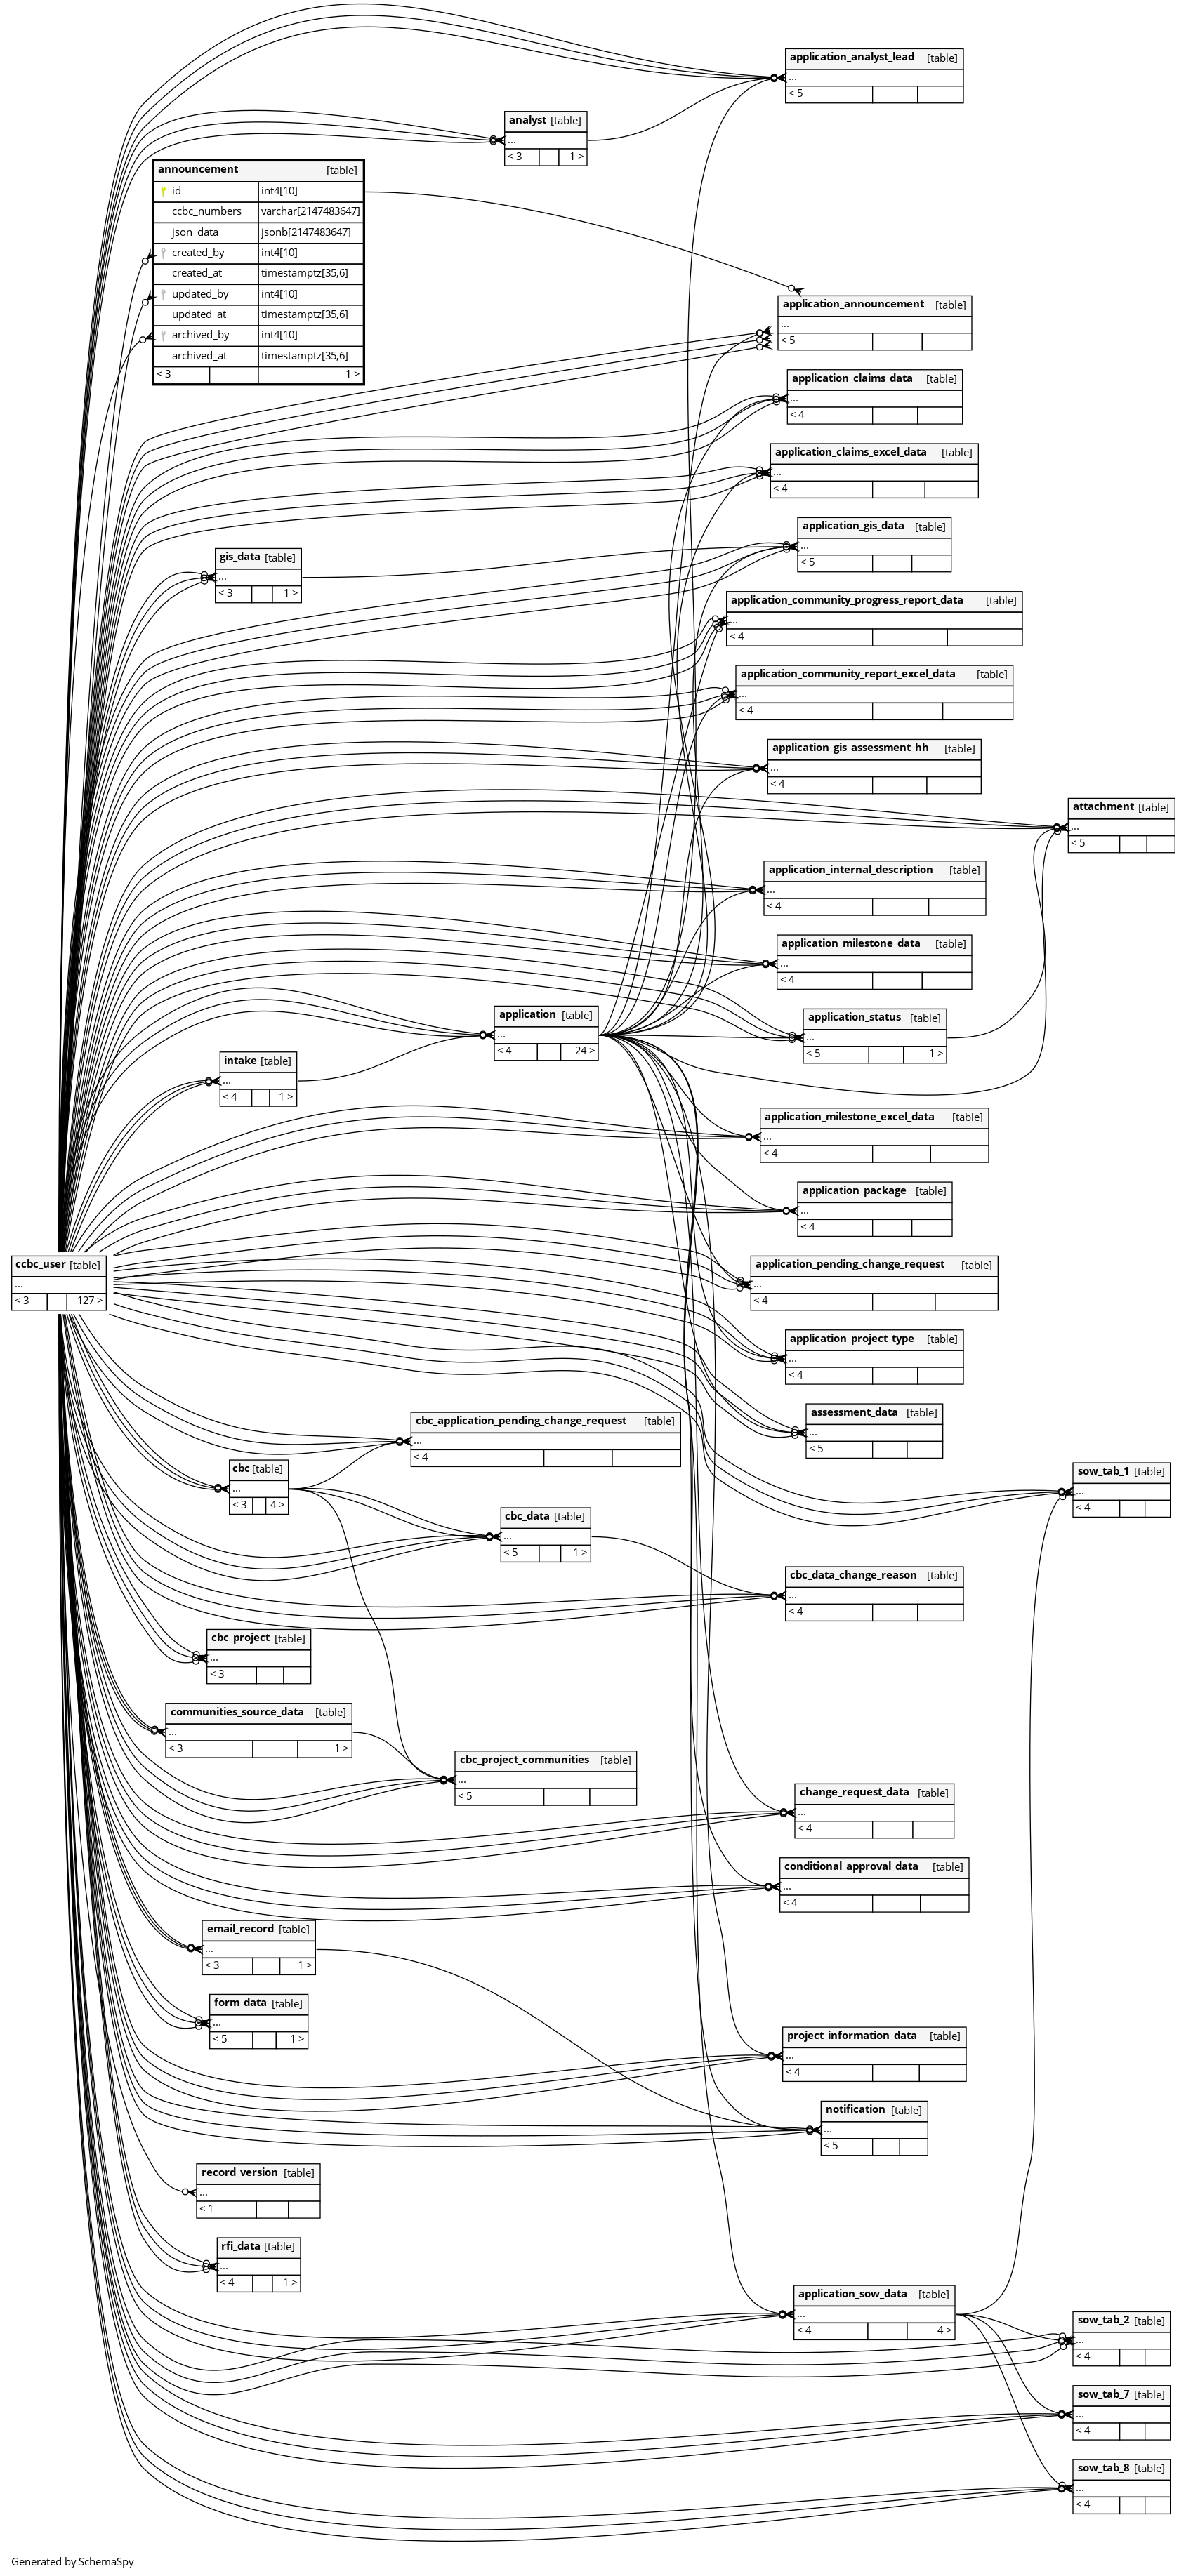 application_analyst_lead [table]
...
< 5
analyst [table]
...
< 3 1 >
announcement [table]
id int4[10]
ccbc_numbers varchar[2147483647]
json_data jsonb[2147483647]
created_by int4[10]
created_at timestamptz[35,6]
updated_by int4[10]
updated_at timestamptz[35,6]
archived_by int4[10]
archived_at timestamptz[35,6]
< 3 1 >
application_announcement [table]
...
< 5
application_claims_data [table]
...
< 4
application_claims_excel_data [table]
...
< 4
application_gis_data [table]
...
< 5
gis_data [table]
...
< 3 1 >
application_community_progress_report_data [table]
...
< 4
application_community_report_excel_data [table]
...
< 4
application_gis_assessment_hh [table]
...
< 4
attachment [table]
...
< 5
application_internal_description [table]
...
< 4
application_milestone_data [table]
...
< 4
application [table]
...
< 4 24 >
application_status [table]
...
< 5 1 >
intake [table]
...
< 4 1 >
application_milestone_excel_data [table]
...
< 4
application_package [table]
...
< 4
ccbc_user [table]
...
< 3 127 >
application_pending_change_request [table]
...
< 4
application_project_type [table]
...
< 4
assessment_data [table]
...
< 5
cbc_application_pending_change_request [table]
...
< 4
cbc [table]
...
< 3 4 >
sow_tab_1 [table]
...
< 4
cbc_data [table]
...
< 5 1 >
cbc_data_change_reason [table]
...
< 4
cbc_project [table]
...
< 3
communities_source_data [table]
...
< 3 1 >
cbc_project_communities [table]
...
< 5
change_request_data [table]
...
< 4
conditional_approval_data [table]
...
< 4
email_record [table]
...
< 3 1 >
form_data [table]
...
< 5 1 >
project_information_data [table]
...
< 4
notification [table]
...
< 5
record_version [table]
...
< 1
rfi_data [table]
...
< 4 1 >
application_sow_data [table]
...
< 4 4 >
sow_tab_2 [table]
...
< 4
sow_tab_7 [table]
...
< 4
sow_tab_8 [table]
...
< 4
Generated by SchemaSpy